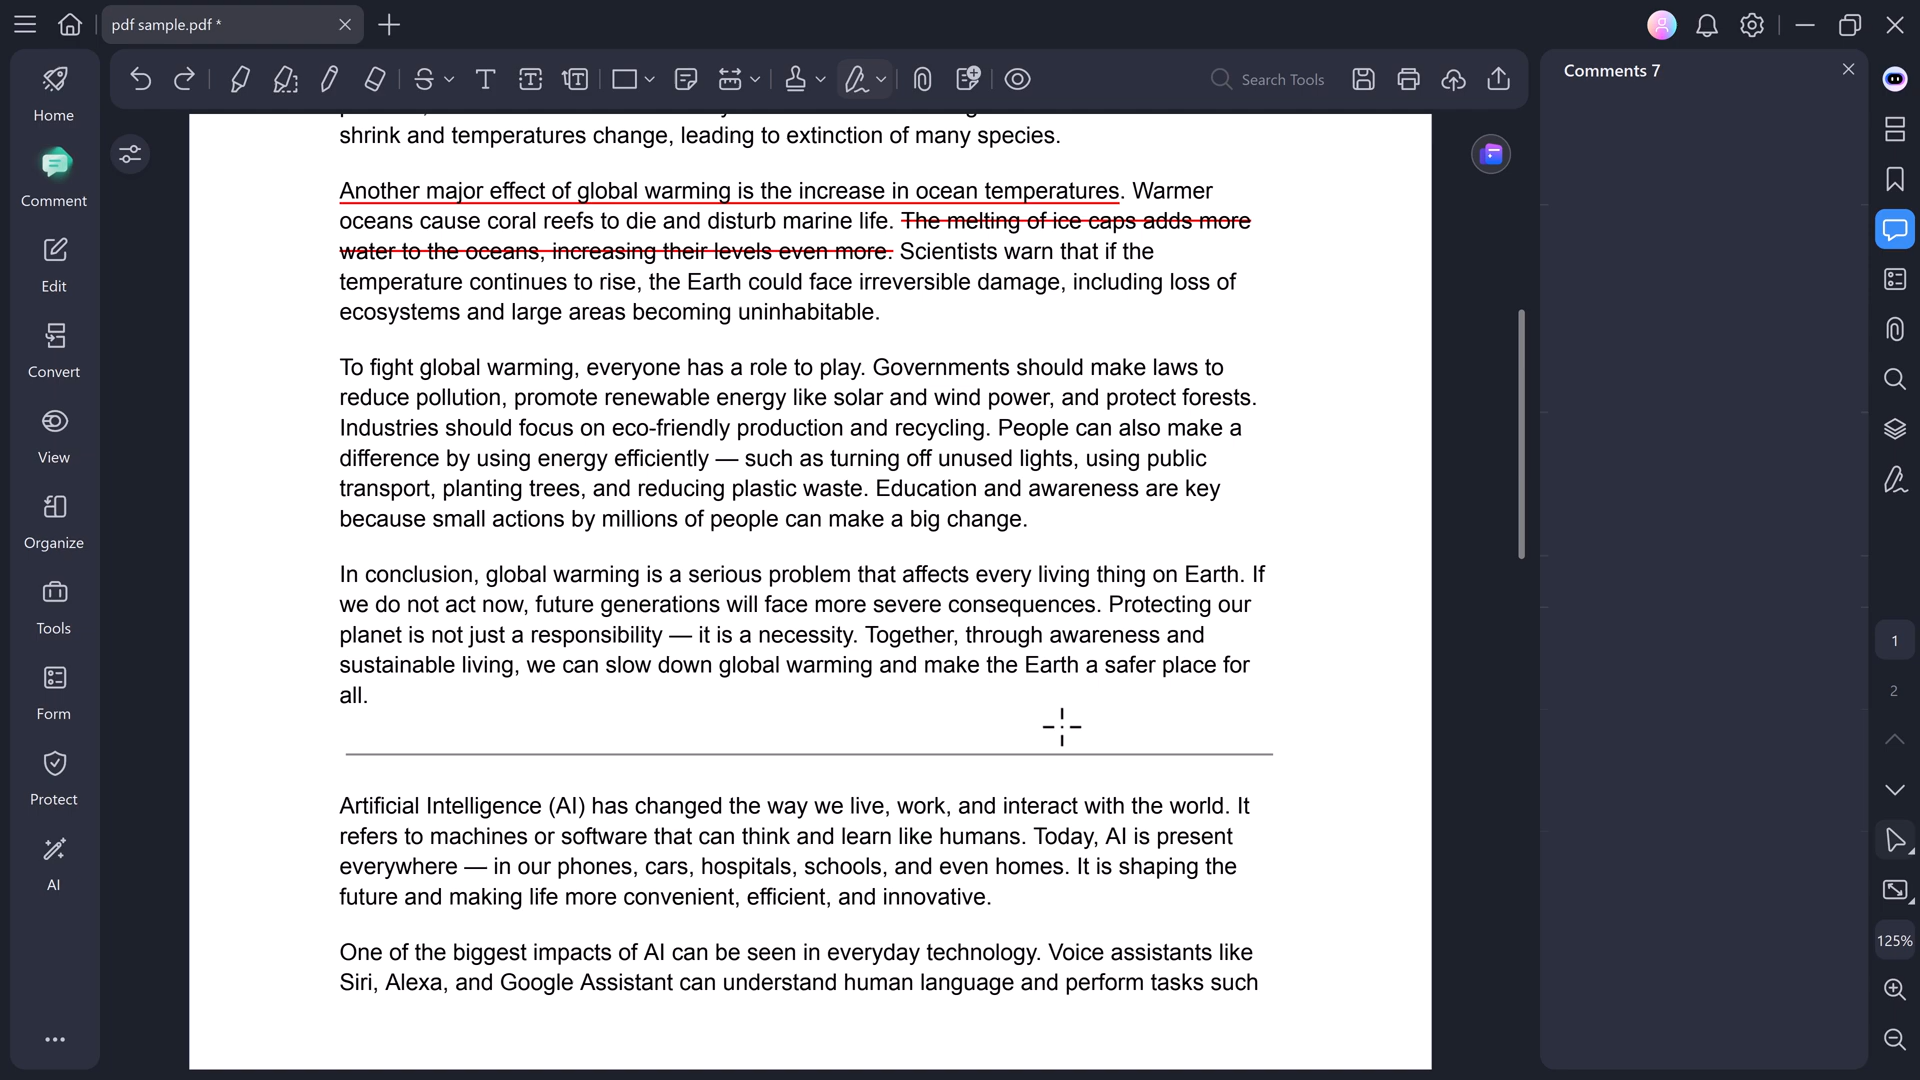 pdf sample.pdf *
Search Tools
Comments 7
Home
Comment
Edit
Convert
View
Organize
Tools
Form
Protect
AI
shrink and temperatures change, leading to extinction of many species.
Another major effect of global warming is the increase in ocean temperatures. Warmer
oceans cause coral reefs to die and disturb marine life. The melting of ice caps adds more
water to the oceans, increasing their levels even more. Scientists warn that if the
temperature continues to rise, the Earth could face irreversible damage, including loss of
ecosystems and large areas becoming uninhabitable.
To fight global warming, everyone has a role to play. Governments should make laws to
reduce pollution, promote renewable energy like solar and wind power, and protect forests.
Industries should focus on eco-friendly production and recycling. People can also make a
difference by using energy efficiently — such as turning off unused lights, using public
transport, planting trees, and reducing plastic waste. Education and awareness are key
because small actions by millions of people can make a big change.
In conclusion, global warming is a serious problem that affects every living thing on Earth. If
we do not act now, future generations will face more severe consequences. Protecting our
planet is not just a responsibility — it is a necessity. Together, through awareness and
sustainable living, we can slow down global warming and make the Earth a safer place for
all.
Artificial Intelligence (AI) has changed the way we live, work, and interact with the world. It
refers to machines or software that can think and learn like humans. Today, AI is present
everywhere — in our phones, cars, hospitals, schools, and even homes. It is shaping the
future and making life more convenient, efficient, and innovative.
One of the biggest impacts of AI can be seen in everyday technology. Voice assistants like
Siri, Alexa, and Google Assistant can understand human language and perform tasks such
1
2
125%